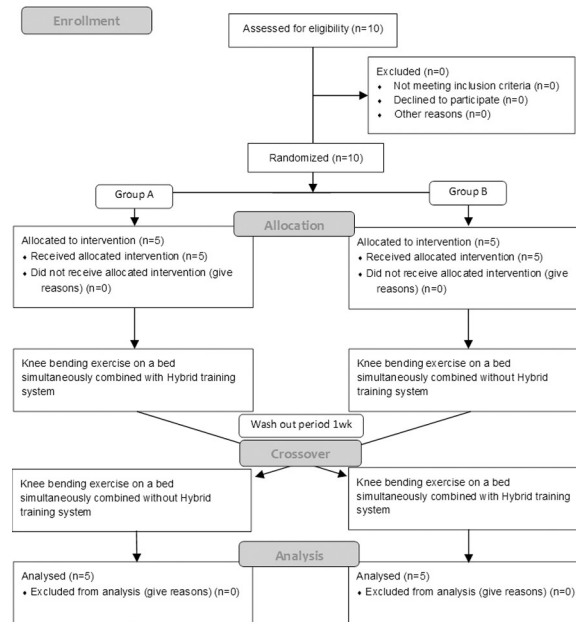 Enrollment
Assessed for eligibility (n=10)
Excluded (n=0)
♦ Not meeting inclusion criteria (n=0)
♦ Declined to participate (n=0)
♦ Other reasons (n=0)
Randomized (n=10)
Group A
Group B
Allocation
Allocated to intervention (n=5)
♦ Received allocated intervention (n=5)
♦ Did not receive allocated intervention (give
reasons) (n=0)
Allocated to intervention (n=5)
♦ Received allocated intervention (n=5)
♦ Did not receive allocated intervention (give
reasons) (n=0)
Knee bending exercise on a bed
simultaneously combined with Hybrid training
system
Knee bending exercise on a bed
simultaneously combined without Hybrid
training system
Wash out period 1wk
Crossover
Knee bending exercise on a bed
simultaneously combined without Hybrid
training system
Knee bending exercise on a bed
simultaneously combined with Hybrid
training system
Analysis
Analysed (n=5)
♦ Excluded from analysis (give reasons) (n=0)
Analysed (n=5)
♦ Excluded from analysis (give reasons) (n=0)